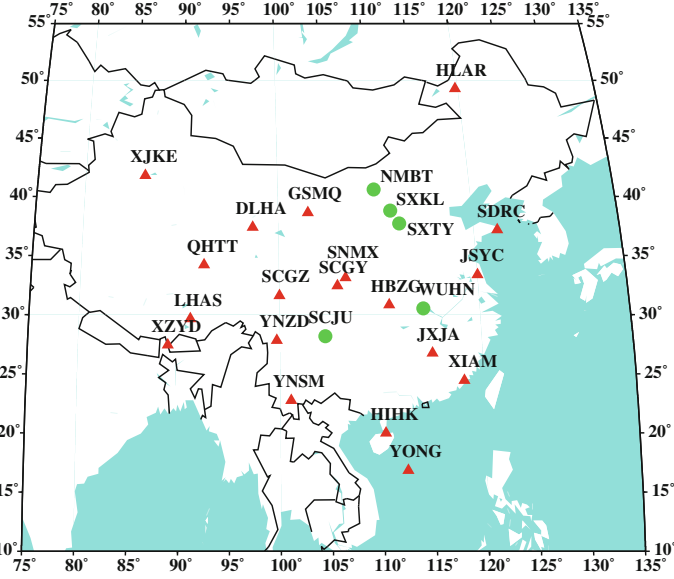 75° 80° 85° 90° 95° 100° 105° 110° 115° 120° 125° 130° 135°
55° 55°
HLAR
50° 50°
45° 45°
XJKE
NMBT
40° GSMQ SXKL 40°
DLHA SDRC
SXTY
QHTT SNMX JSYC
35° SCGY 35°
SCGZ HBZG WUHN
LHAS
30° XZYD YNZD SCJU 30°
JXJA
XIAM
25° YNSM 25°
HIHK
20° 20°
YONG
15° 15°
10° 10°
75° 80° 85° 90° 95° 100° 105° 110° 115° 120° 125° 130° 135°